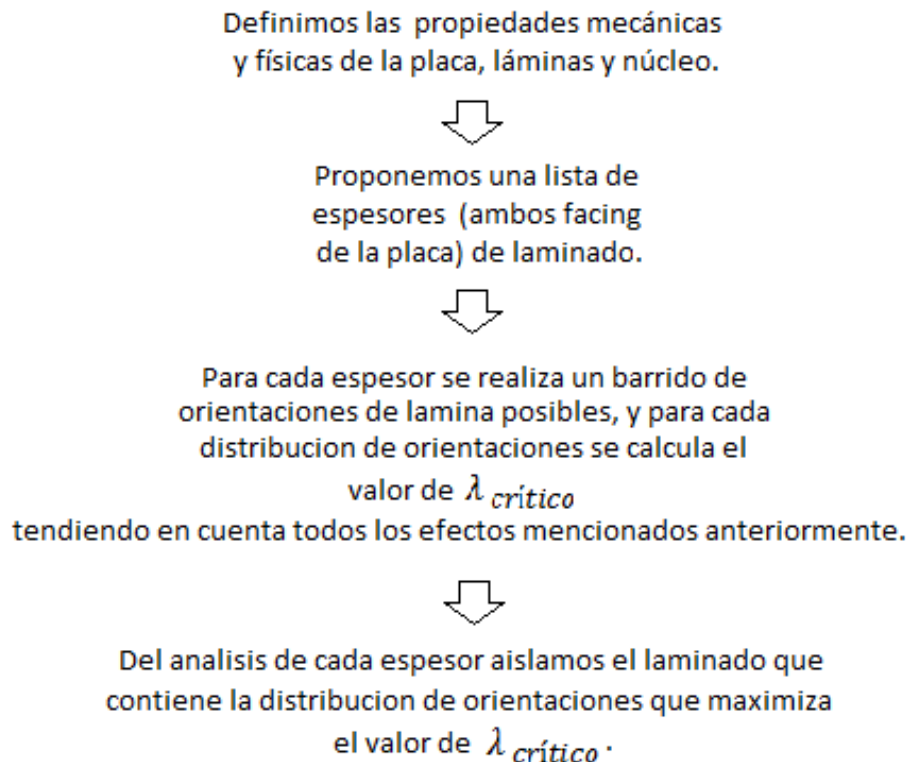 Definimos las propiedades mecánicas
y físicas de la placa, láminas y núcleo.
Proponemos una lista de
espesores (ambos facing
de la placa) de laminado.
Para cada espesor se realiza un barrido de
orientaciones de lamina posibles, y para cada
distribucion de orientaciones se calcula el
valor de λ crítico
tendiendo en cuenta todos los efectos mencionados anteriormente.
Del analisis de cada espesor aislamos el laminado que
contiene la distribucion de orientaciones que maximiza
el valor de λ crítico.